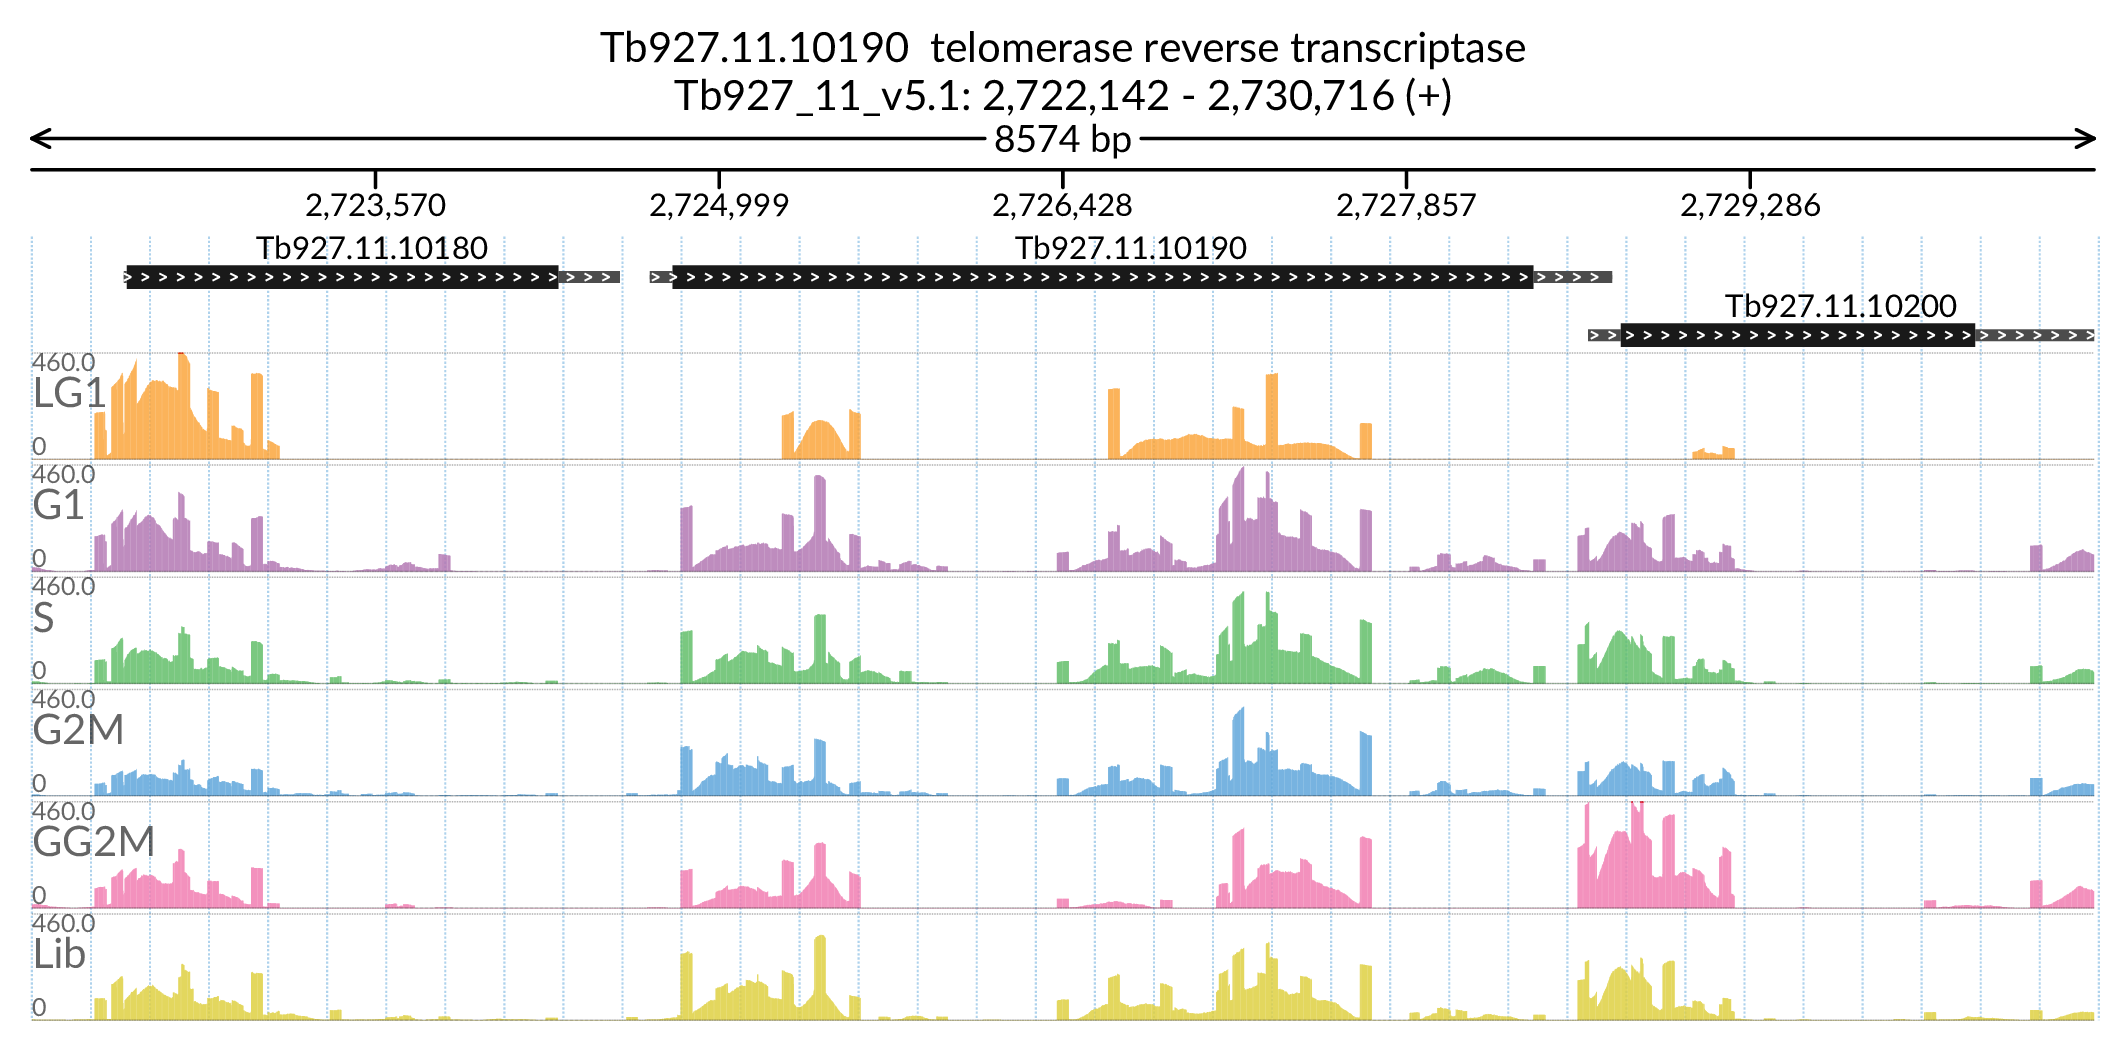 Tb927.11.10190 telomerase reverse transcriptase
Tb927_11_v5.1: 2,722,142 - 2,730,716 (+)
8574 bp
2,723,570 2,724,999 2,726,428 2,727,857 2,729,286
Tb927.11.10180 Tb927.11.10190
Tb927.11.10200
460.0
LG1
0
460.0
G1
0
460.0
S
0
460.0
G2M
0
460.0
GG2M
0
460.0
Lib
0